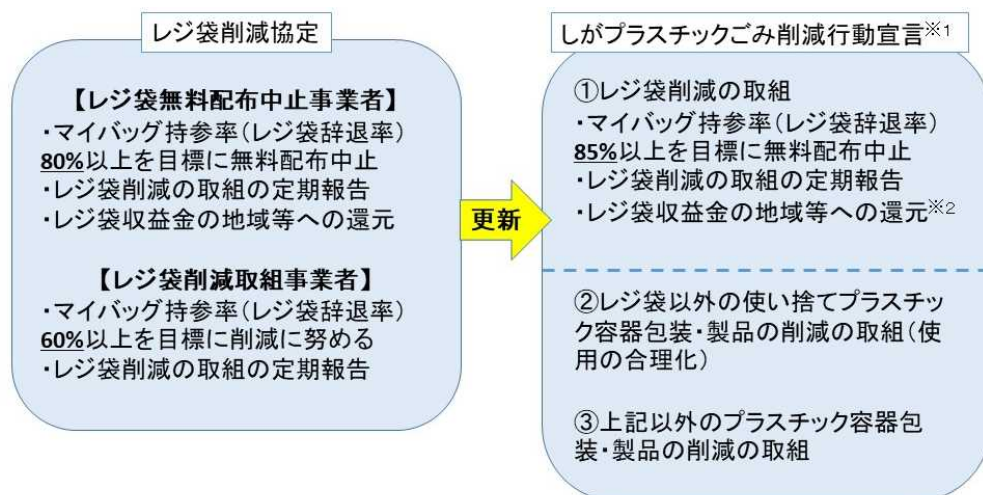 レジ袋削減協定
【レジ袋無料配布中止事業者】
・マイバッグ持参率(レジ袋辞退率)
80%以上を目標に無料配布中止
・レジ袋削減の取組の定期報告
・レジ袋収益金の地域等への還元
【レジ袋削減取組事業者】
・マイバッグ持参率(レジ袋辞退率)
60%以上を目標に削減に努める
・レジ袋削減の取組の定期報告
更新
しがプラスチックごみ削減行動宣言※1
①レジ袋削減の取組
・マイバッグ持参率(レジ袋辞退率)
85%以上を目標に無料配布中止
・レジ袋削減の取組の定期報告
・レジ袋収益金の地域等への還元※2
②レジ袋以外の使い捨てプラスチッ
ク容器包装・製品の削減の取組(使
用の合理化)
③上記以外のプラスチック容器包
装・製品の削減の取組